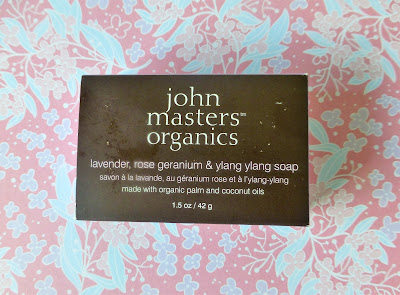 john
masters™
organics
lavender, rose geranium & ylang ylang soap
savon à la lavande, au géranium rose et à l'ylang-ylang
made with organic palm and coconut oils
1.5 oz / 42 g